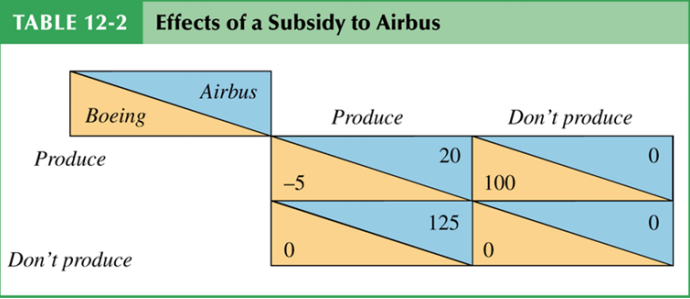 TABLE 12-2 Effects of a Subsidy to Airbus
Airbus
Boeing Produce Don't produce
Produce 20 0
–5 100
125 0
Don't produce 0 0